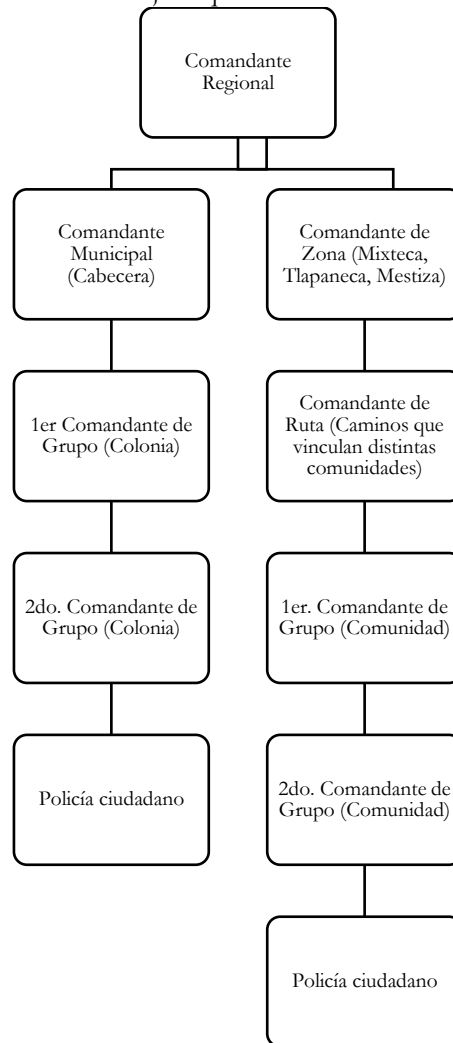 Comandante
Regional
Comandante
Municipal
(Cabecera)
1er Comandante de
Grupo (Colonia)
2do. Comandante de
Grupo (Colonia)
Policía ciudadano
Comandante de
Zona (Mixteca,
Tlapaneca, Mestiza)
Comandante de
Ruta (Caminos que
vinculan distintas
comunidades)
1er. Comandante de
Grupo (Comunidad)
2do. Comandante de
Grupo (Comunidad)
Policía ciudadano